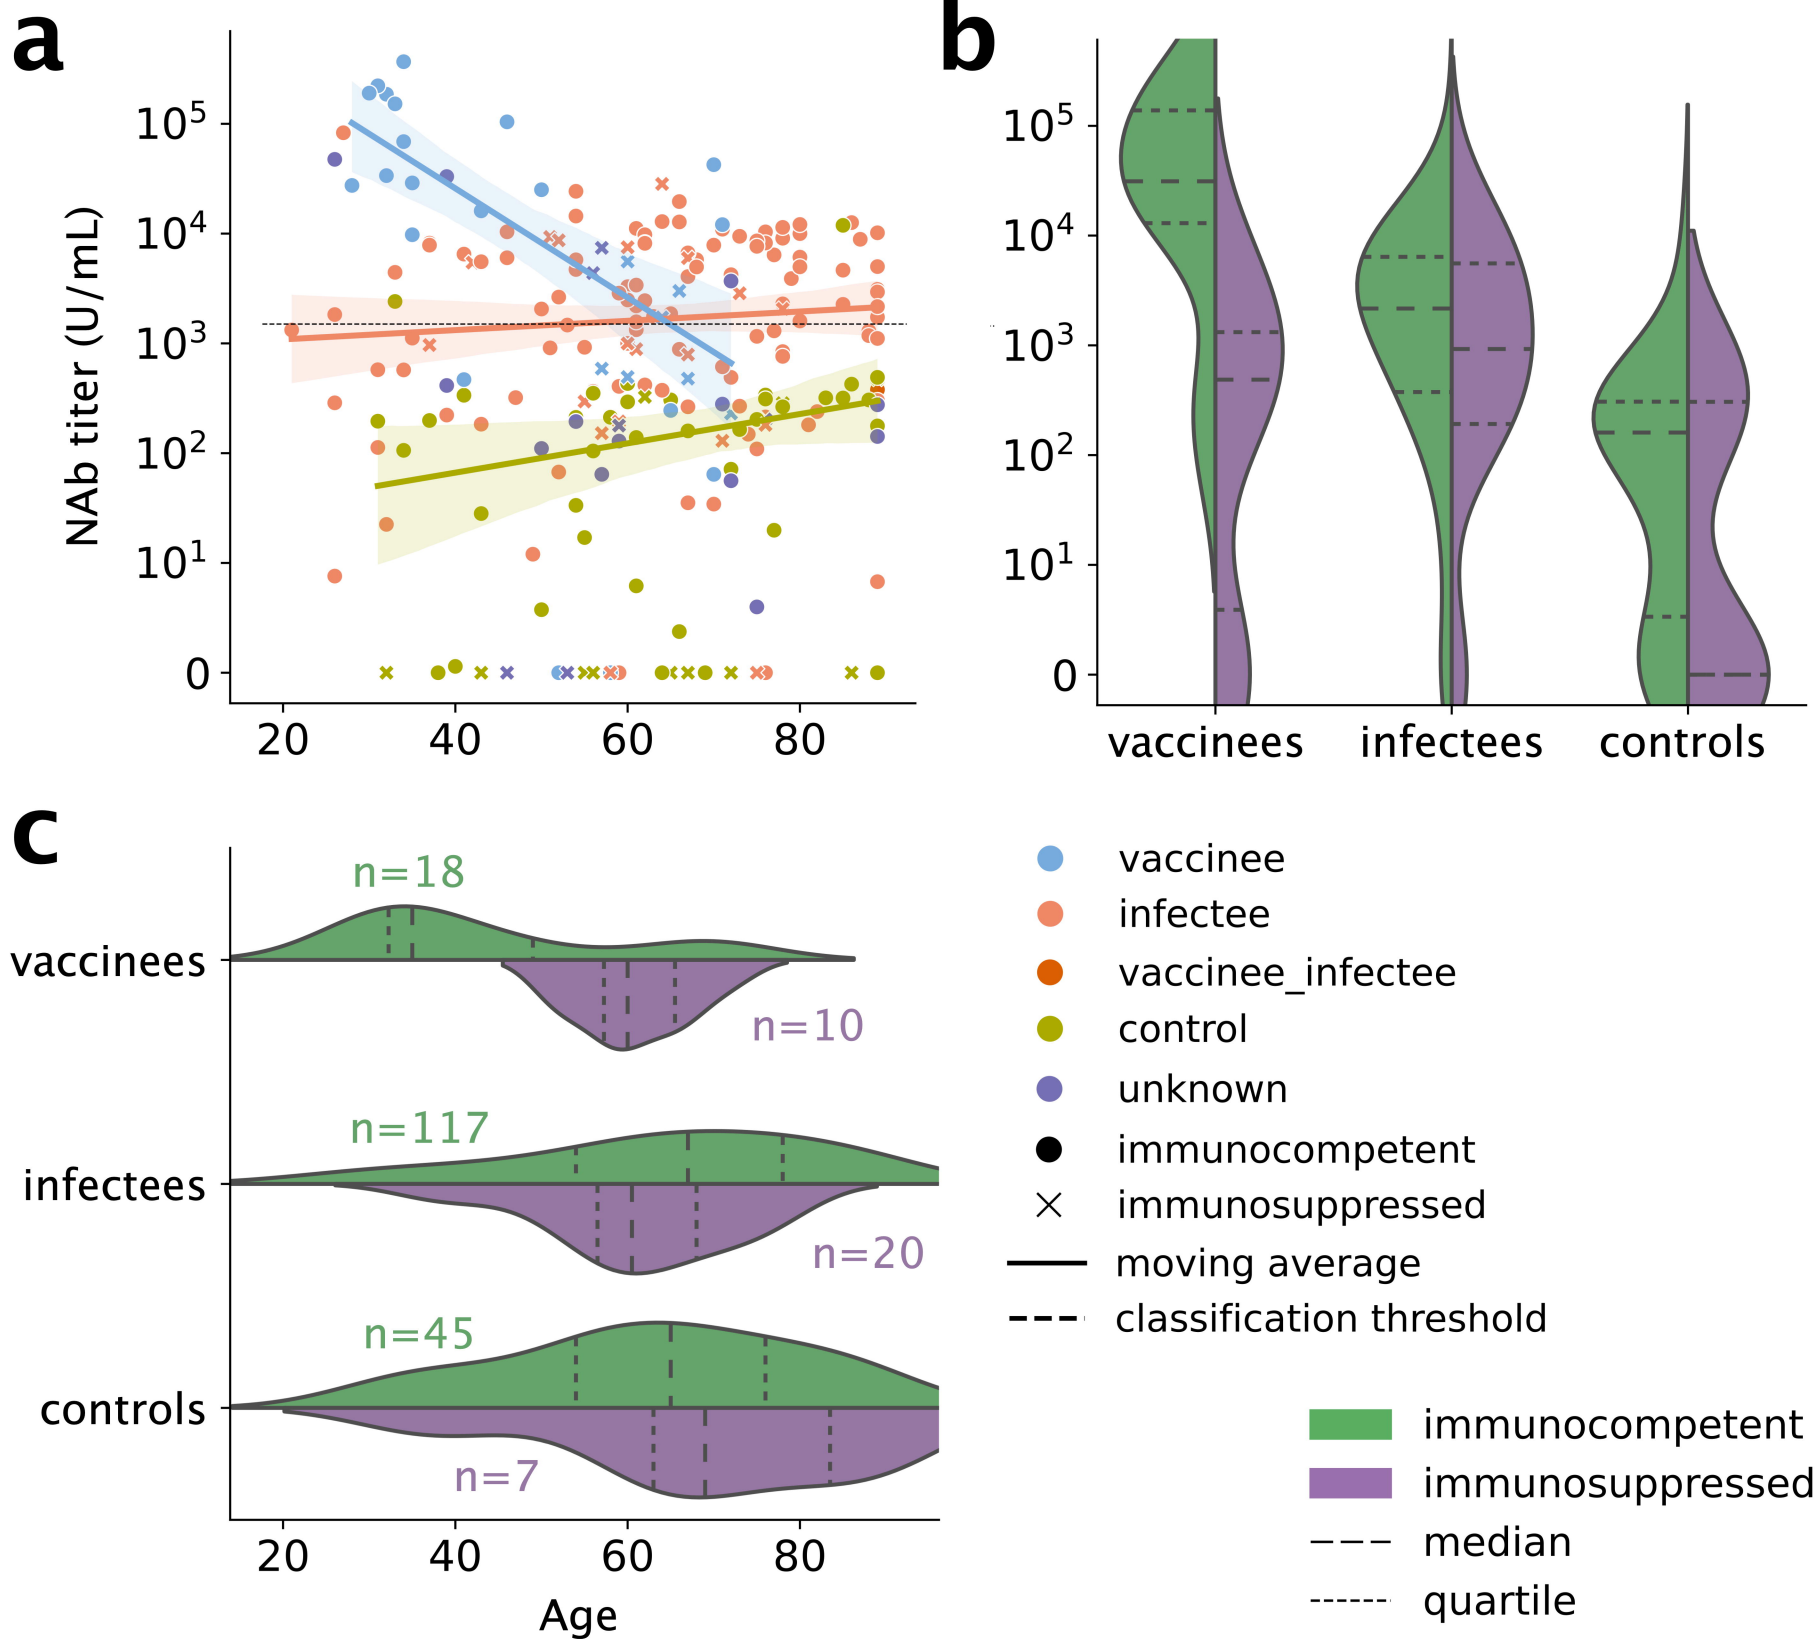 a
NAb titer (U/mL)
10⁵
10⁴
10³
10²
10¹
0
20 40 60 80
b
10⁵
10⁴
10³
10²
10¹
0
vaccinees infectees controls
c
n=18
vaccinees
n=10
n=117
infectees
n=20
n=45
controls
n=7
20 40 60 80
Age
vaccinee
infectee
vaccinee_infectee
control
unknown
immunocompetent
immunosuppressed
moving average
classification threshold
immunocompetent
immunosuppressed
median
quartile